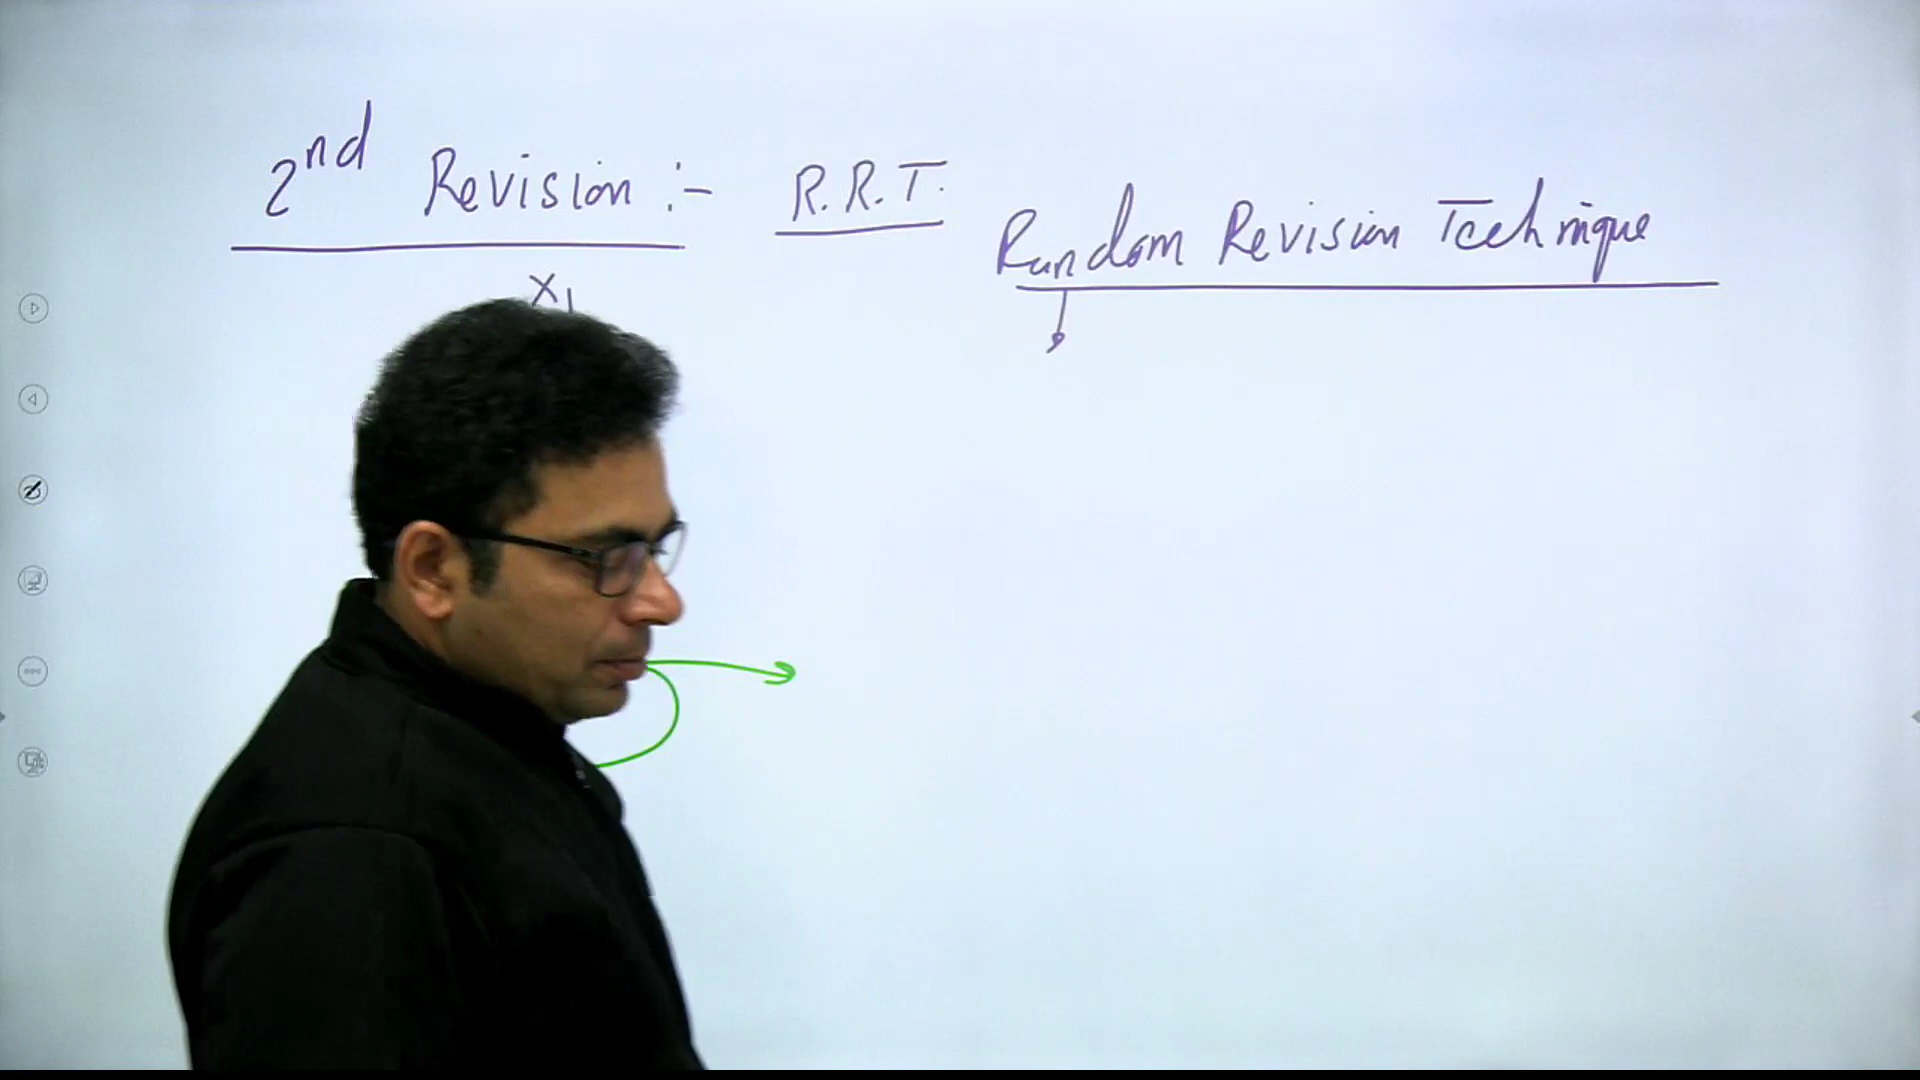 2nd Revision :- R.R.T.
Random Revision Technique
x